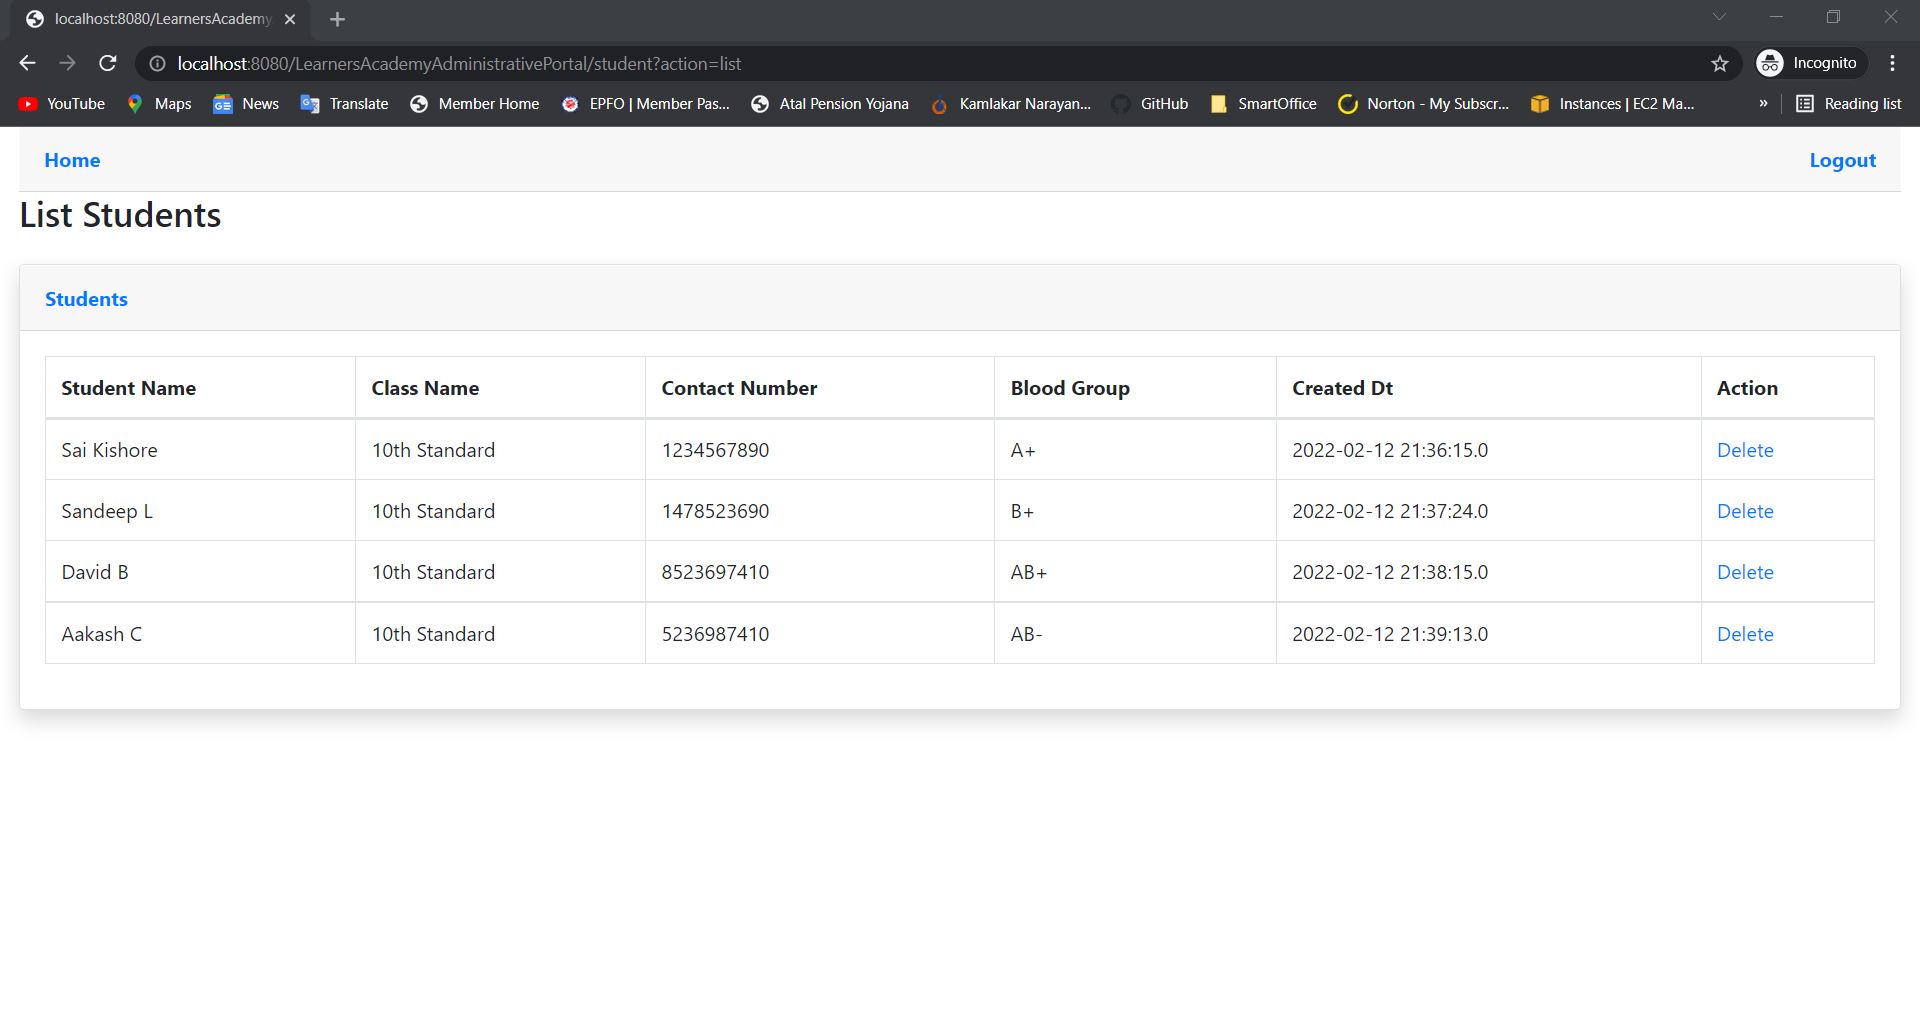 localhost:8080/LearnersAcademy
localhost:8080/LearnersAcademyAdministrativePortal/student?action=list
Incognito
YouTube Maps News Translate Member Home EPFO | Member Pas... Atal Pension Yojana Kamlakar Narayan... GitHub SmartOffice Norton - My Subscr... Instances | EC2 Ma... » Reading list
Home Logout
List Students
Students
Student Name Class Name Contact Number Blood Group Created Dt Action
Sai Kishore 10th Standard 1234567890 A+ 2022-02-12 21:36:15.0 Delete
Sandeep L 10th Standard 1478523690 B+ 2022-02-12 21:37:24.0 Delete
David B 10th Standard 8523697410 AB+ 2022-02-12 21:38:15.0 Delete
Aakash C 10th Standard 5236987410 AB- 2022-02-12 21:39:13.0 Delete